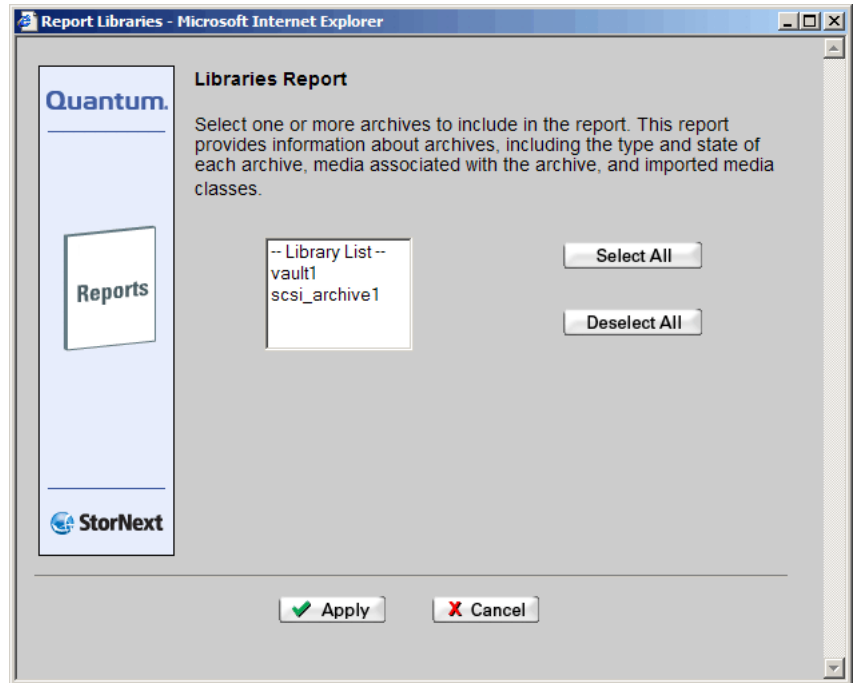 Report Libraries - Microsoft Internet Explorer
Quantum.
Libraries Report
Select one or more archives to include in the report. This report
provides information about archives, including the type and state of
each archive, media associated with the archive, and imported media
classes.
Reports
-- Library List --
vault1
scsi_archive1
Select All
Deselect All
StorNext
Apply
Cancel